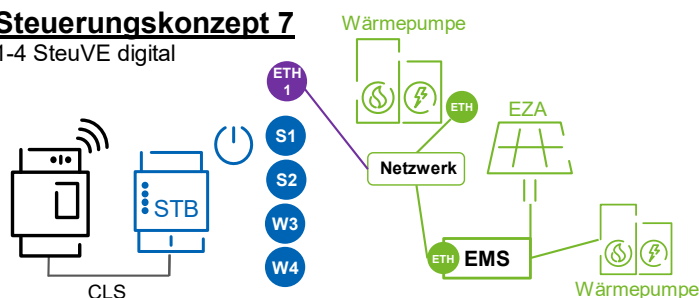 Steuerungskonzept 7
1-4 SteuVE digital
Wärmepumpe
ETH
1
ETH
EZA
S1
S2
Netzwerk
STB
W3
W4
ETH
EMS
CLS
Wärmepumpe